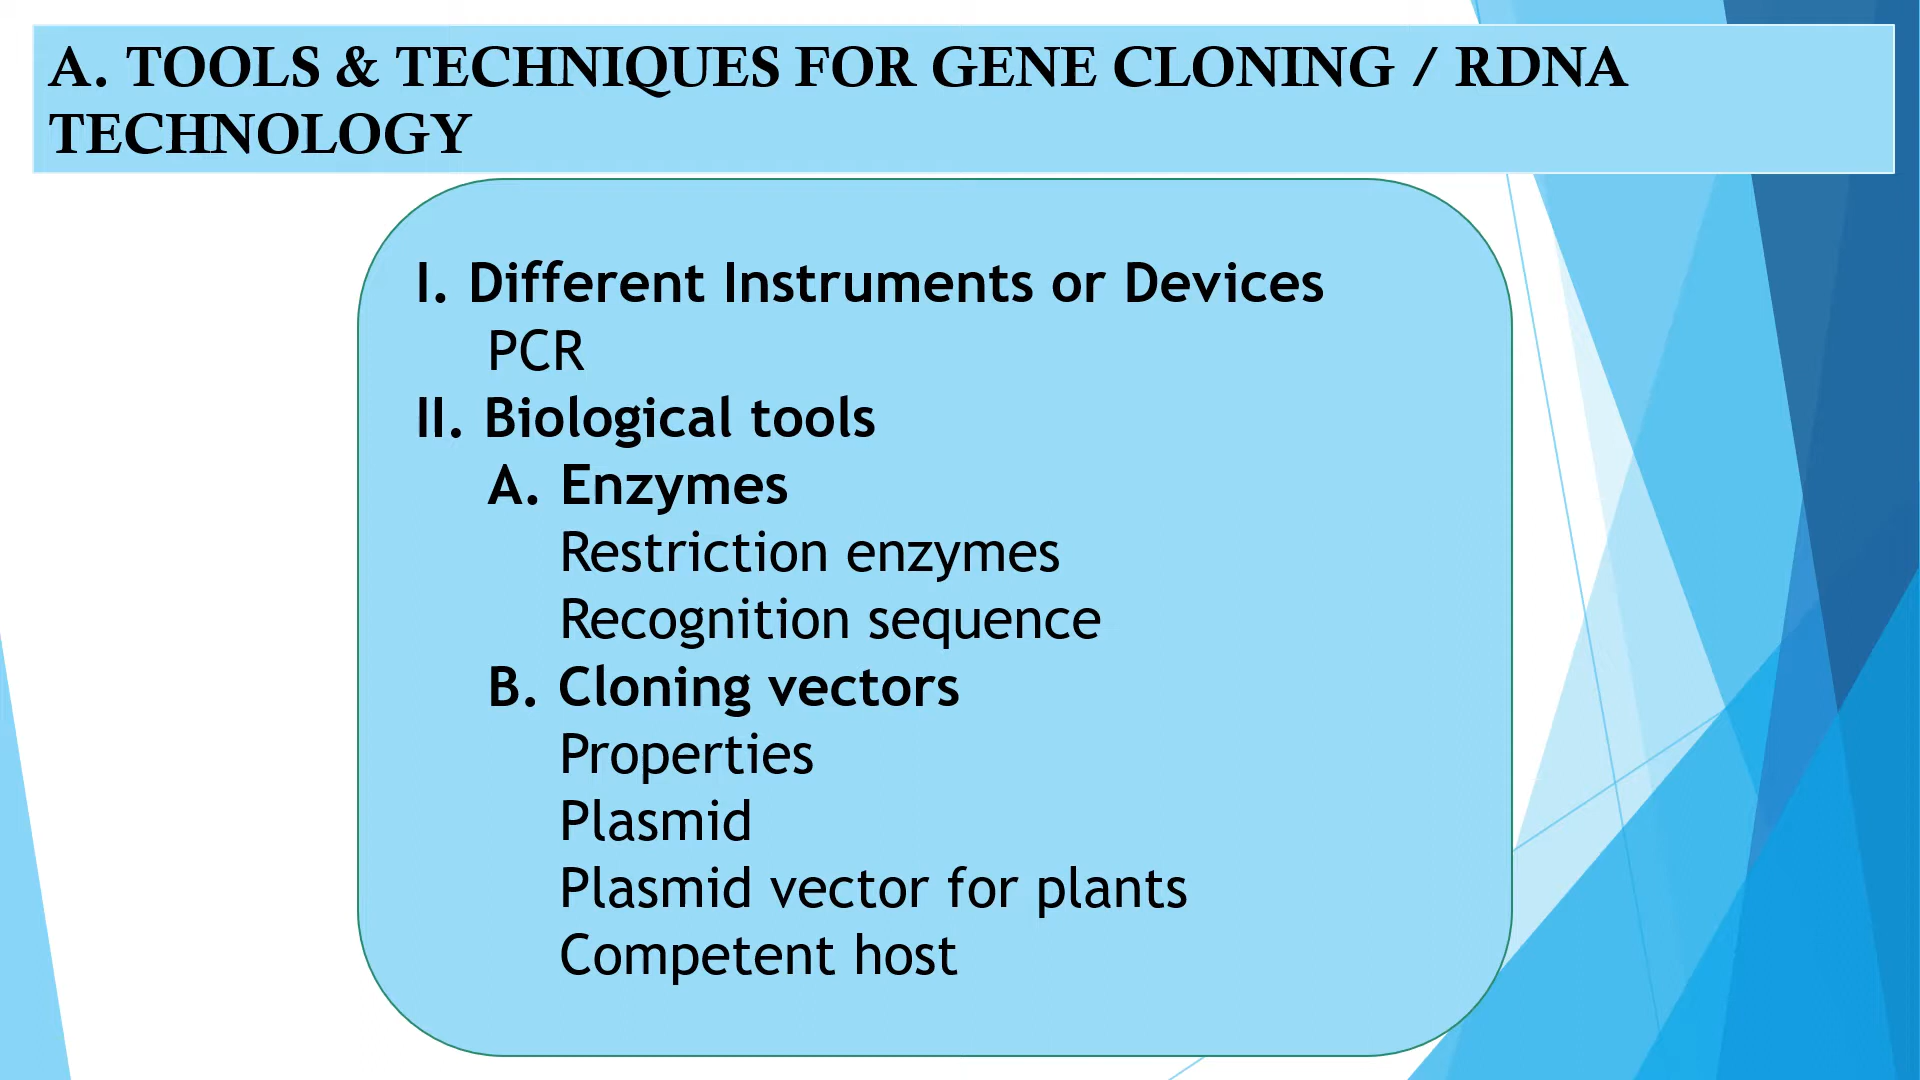 A. TOOLS & TECHNIQUES FOR GENE CLONING / RDNA
TECHNOLOGY
I. Different Instruments or Devices
PCR
II. Biological tools
A. Enzymes
Restriction enzymes
Recognition sequence
B. Cloning vectors
Properties
Plasmid
Plasmid vector for plants
Competent host